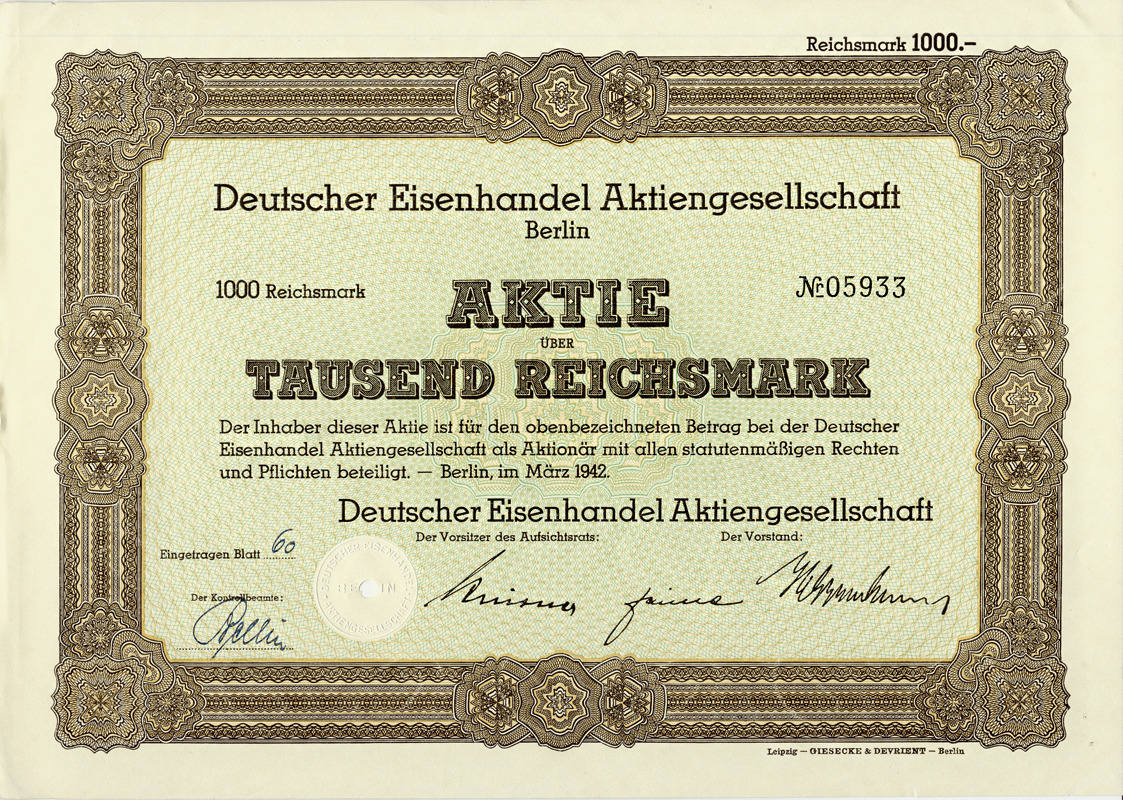 Reichsmark 1000.–
Deutscher Eisenhandel Aktiengesellschaft
Berlin
1000 Reichsmark
AKTIE
№ 05933
ÜBER
TAUSEND REICHSMARK
Der Inhaber dieser Aktie ist für den obenbezeichneten Betrag bei der Deutscher
Eisenhandel Aktiengesellschaft als Aktionär mit allen statutenmäßigen Rechten
und Pflichten beteiligt. — Berlin, im März 1942.
Deutscher Eisenhandel Aktiengesellschaft
Der Vorsitzer des Aufsichtsrats:
Der Vorstand:
Eingetragen Blatt 60
Der Kontrollbeamte:
Leipzig — GIESECKE & DEVRIENT — Berlin